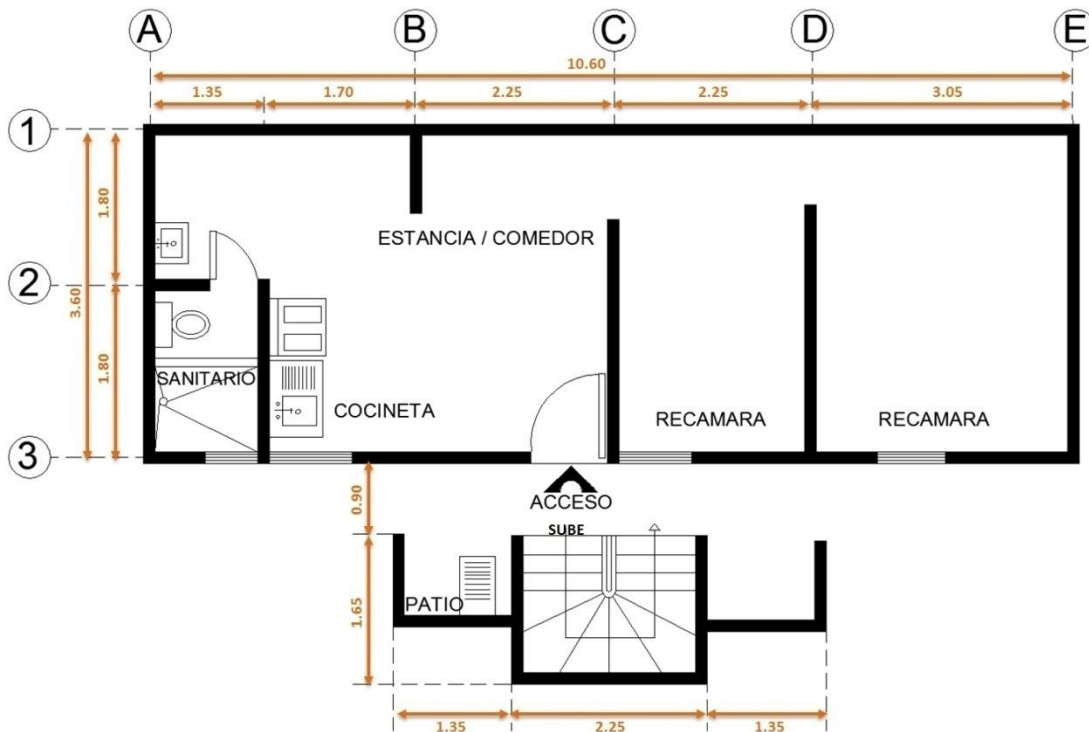 A B C D E
10.60
1.35 1.70 2.25 2.25 3.05
1
1.80
ESTANCIA / COMEDOR
2
3.60
1.80
SANITARIO
COCINETA
RECAMARA
RECAMARA
3
0.90
ACCESO
SUBE
PATIO
1.65
1.35 2.25 1.35